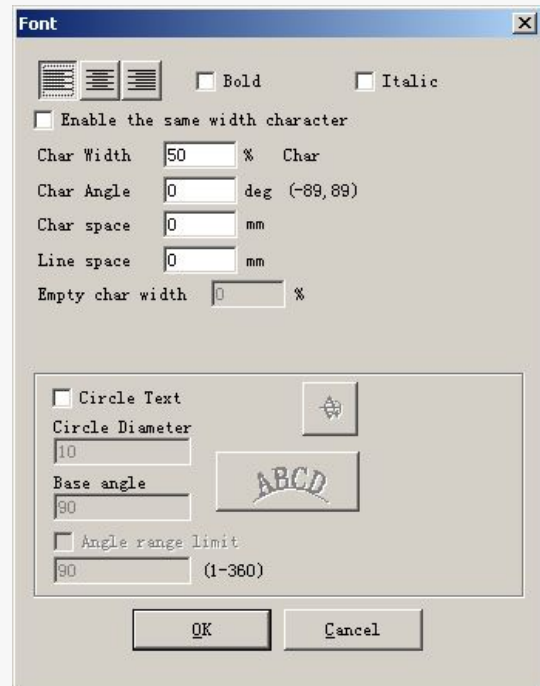 Font
Bold Italic
Enable the same width character
Char Width 50 % Char
Char Angle 0 deg (-89,89)
Char space 0 mm
Line space 0 mm
Empty char width 0 %
Circle Text
Circle Diameter
10
Base angle
90
ABCD
Angle range limit
90 (1-360)
OK Cancel